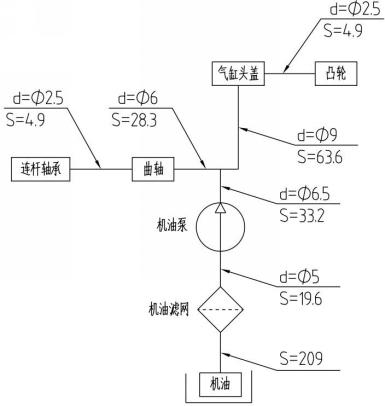 d=Φ2.5
S=4.9
气缸头盖
凸轮
d=Φ2.5
S=4.9
d=Φ6
S=28.3
d=Φ9
S=63.6
连杆轴承
曲轴
d=Φ6.5
S=33.2
机油泵
d=Φ5
S=19.6
机油滤网
S=209
机油